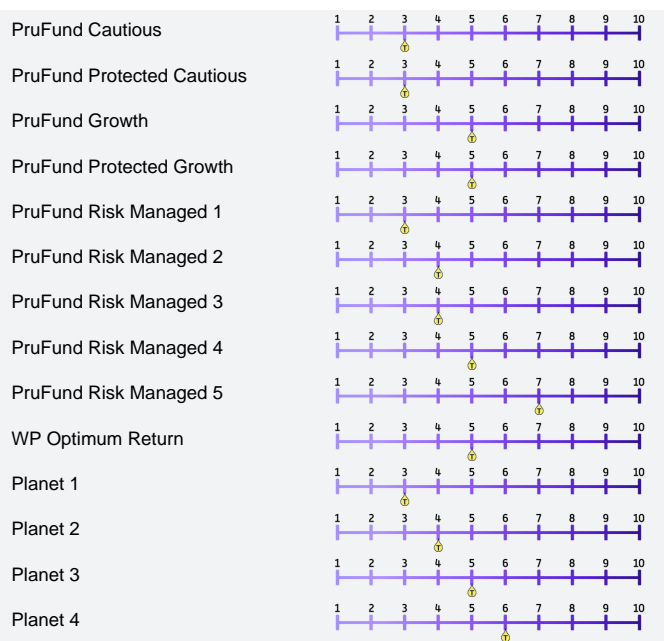 PruFund Cautious 1 2 3 4 5 6 7 8 9 10
T
PruFund Protected Cautious 1 2 3 4 5 6 7 8 9 10
T
PruFund Growth 1 2 3 4 5 6 7 8 9 10
T
PruFund Protected Growth 1 2 3 4 5 6 7 8 9 10
T
PruFund Risk Managed 1 1 2 3 4 5 6 7 8 9 10
T
PruFund Risk Managed 2 1 2 3 4 5 6 7 8 9 10
T
PruFund Risk Managed 3 1 2 3 4 5 6 7 8 9 10
T
PruFund Risk Managed 4 1 2 3 4 5 6 7 8 9 10
T
PruFund Risk Managed 5 1 2 3 4 5 6 7 8 9 10
T
WP Optimum Return 1 2 3 4 5 6 7 8 9 10
T
Planet 1 1 2 3 4 5 6 7 8 9 10
T
Planet 2 1 2 3 4 5 6 7 8 9 10
T
Planet 3 1 2 3 4 5 6 7 8 9 10
T
Planet 4 1 2 3 4 5 6 7 8 9 10
T